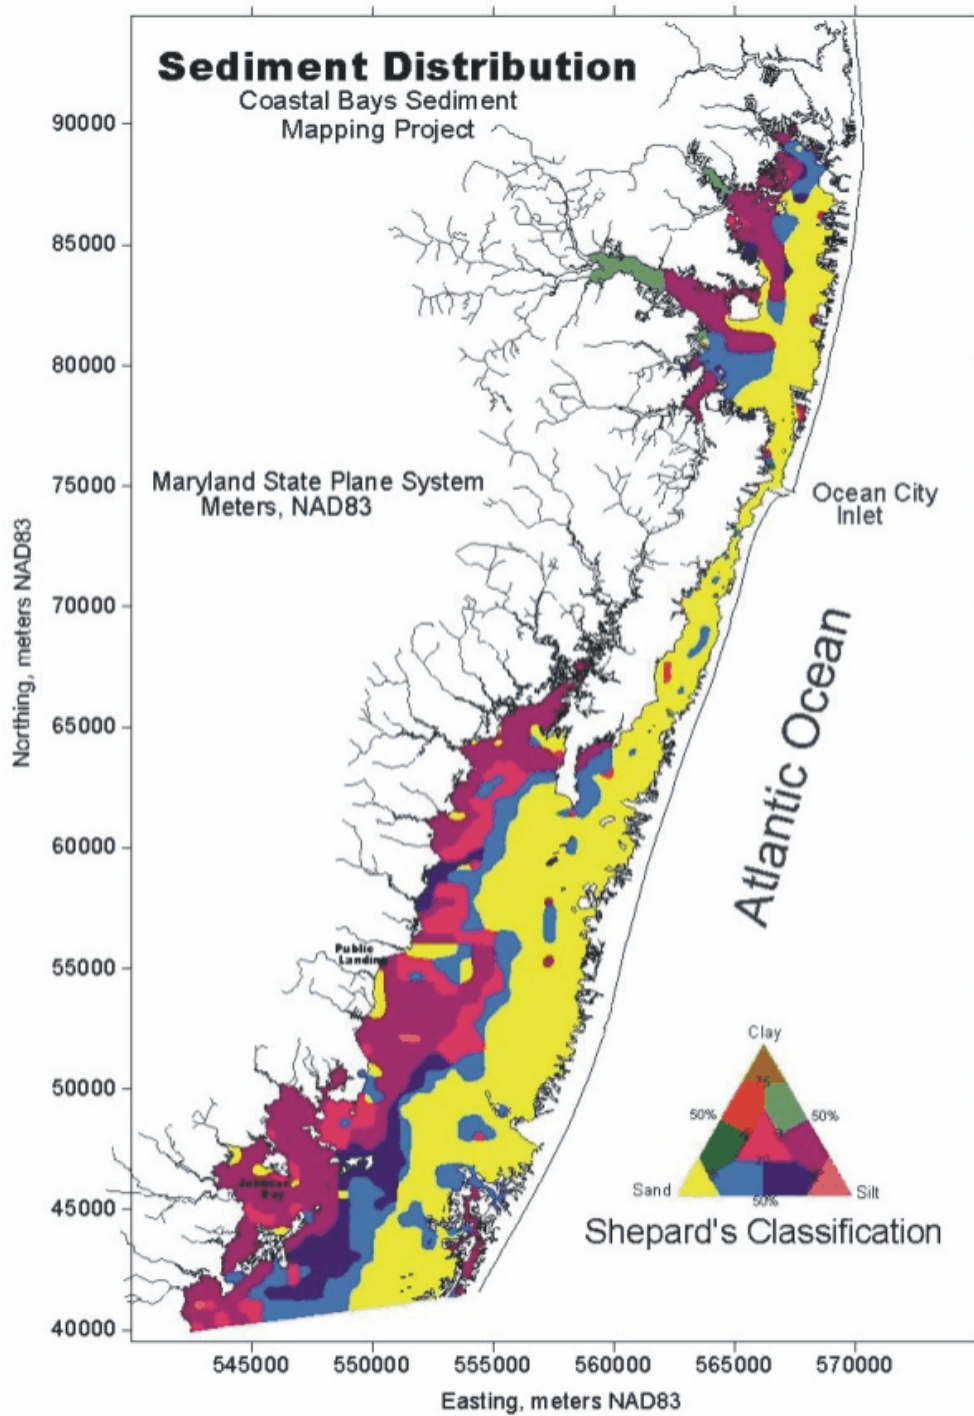 Sediment Distribution
Coastal Bays Sediment
Mapping Project
90000
85000
80000
75000
70000
65000
60000
55000
50000
45000
40000
Northing, meters NAD83
Maryland State Plane System
Meters, NAD83
Ocean City
Inlet
Atlantic Ocean
Public
Landing
Bay
Clay
75
50%
50%
Sand
Silt
50%
Shepard's Classification
545000
550000
555000
560000
565000
570000
Easting, meters NAD83